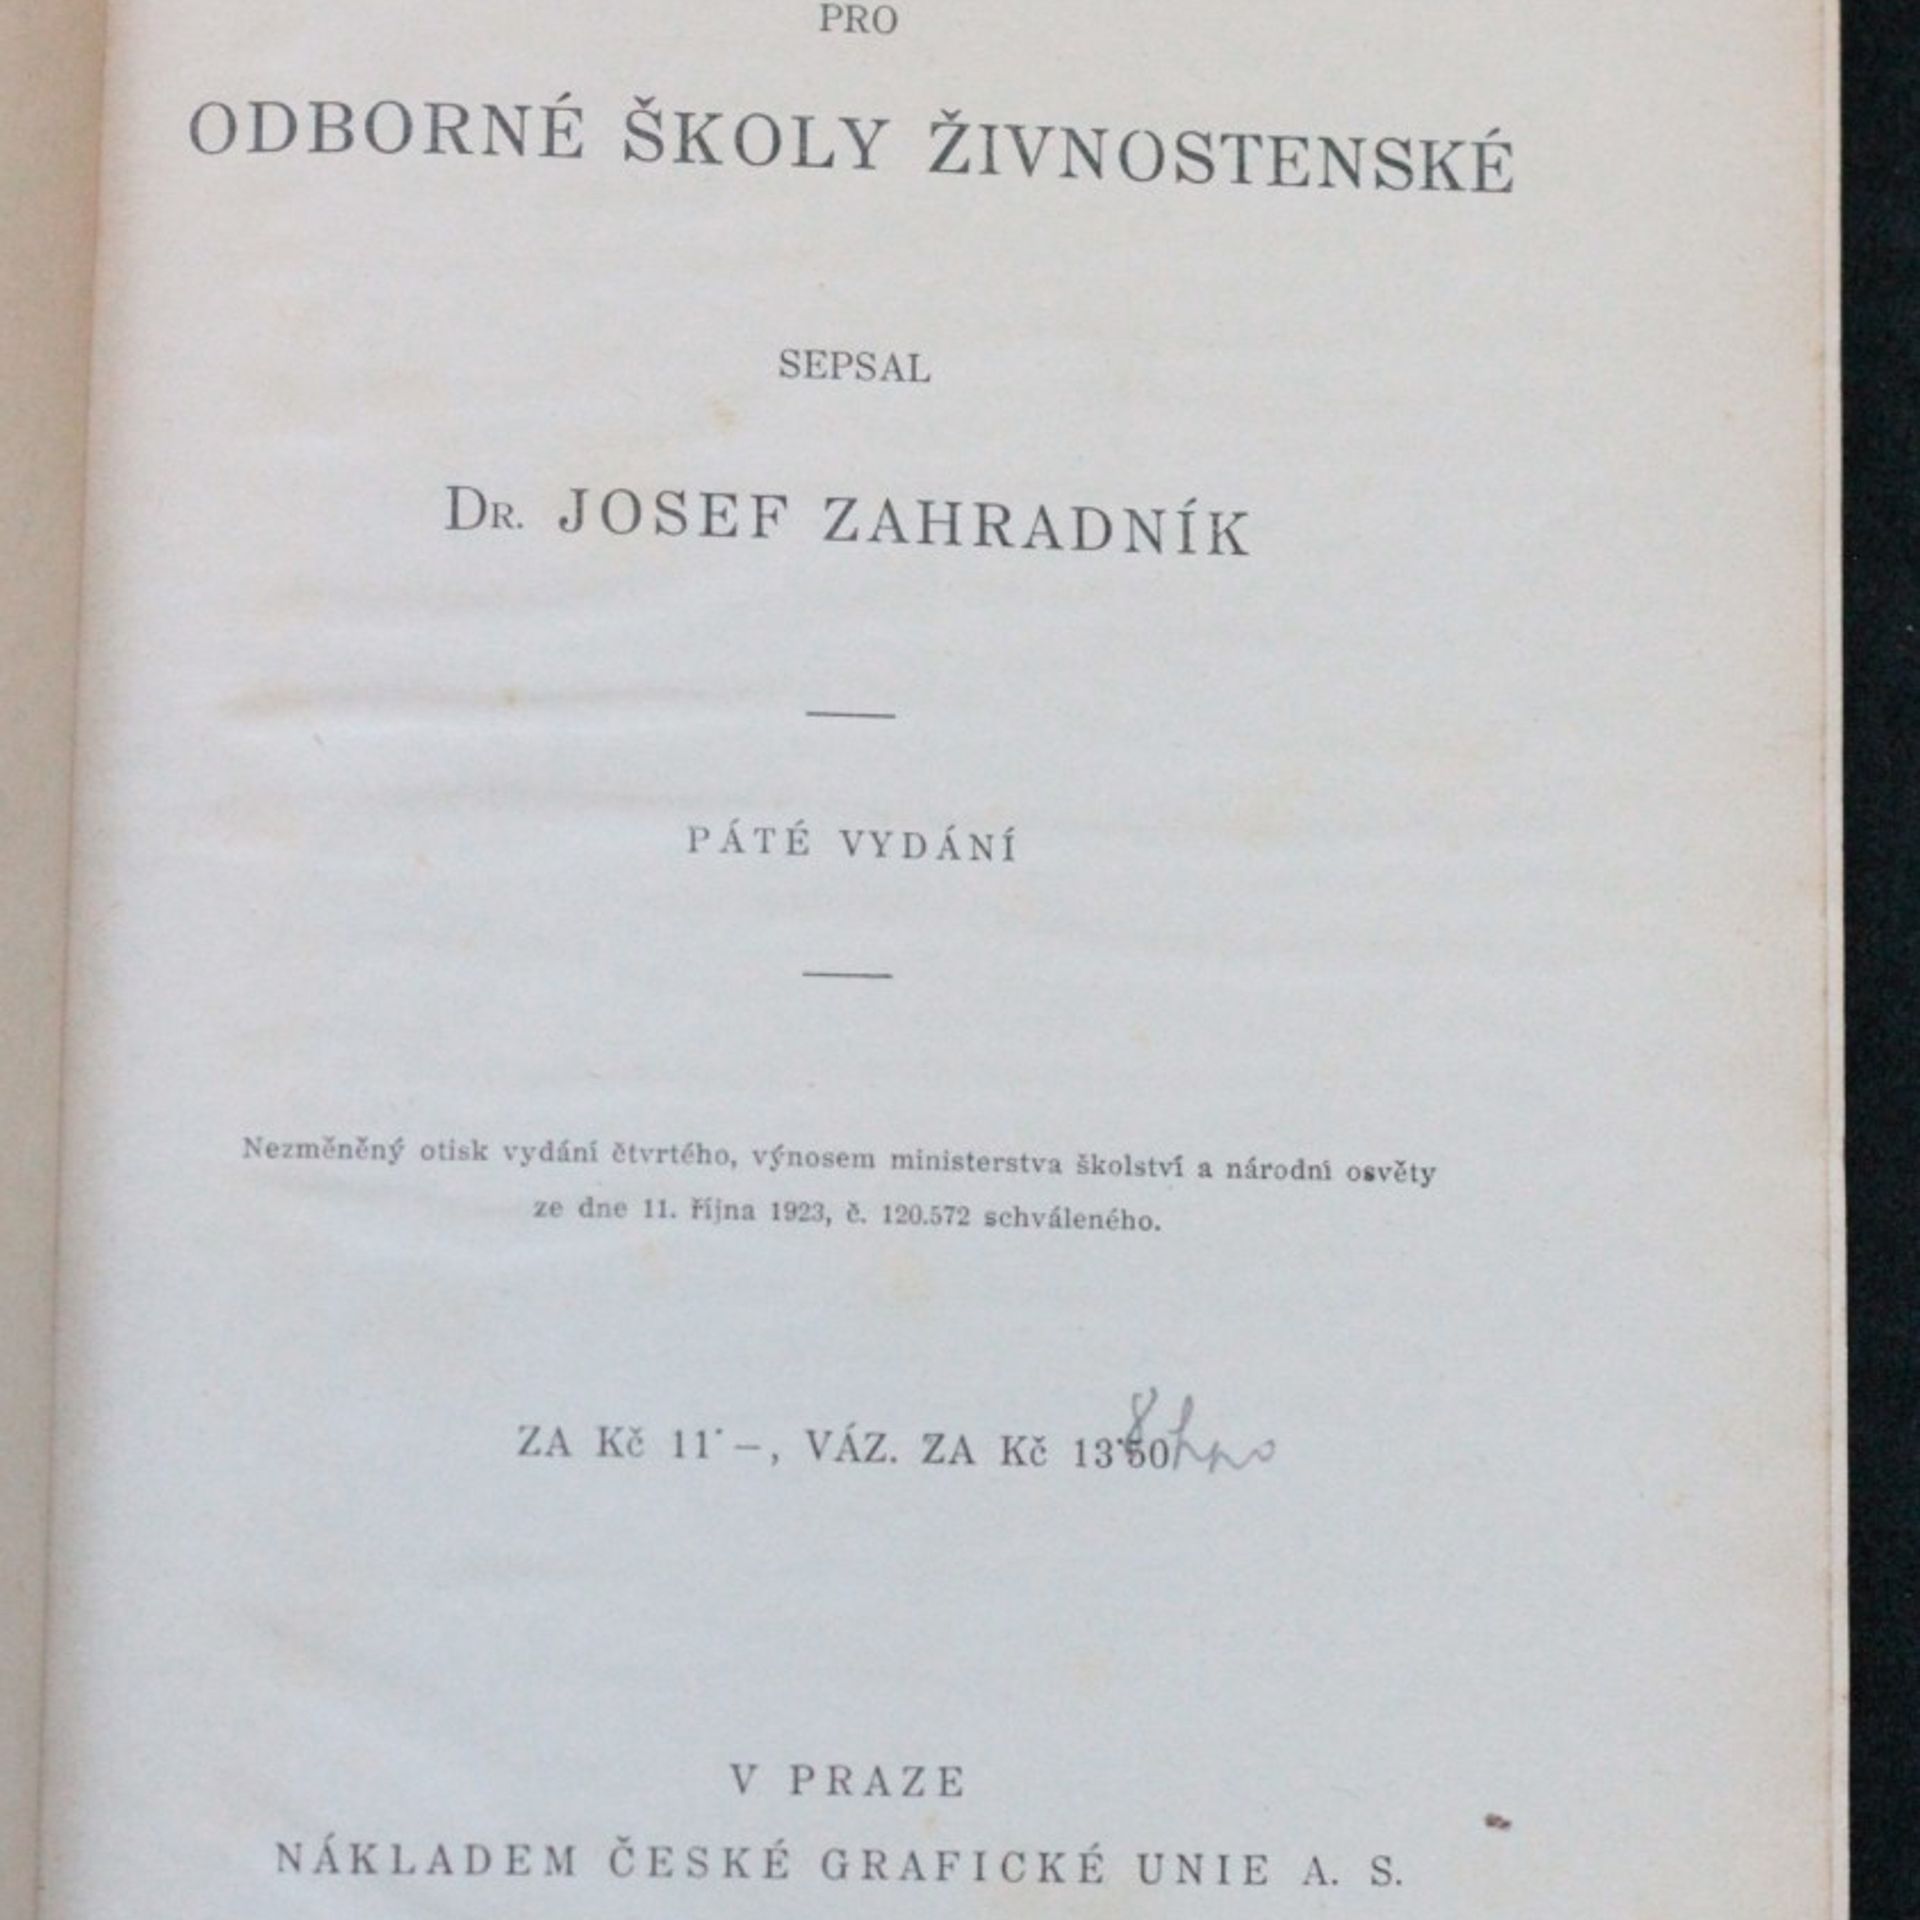 PRO
ODBORNÉ ŠKOLY ŽIVNOSTENSKÉ
SEPSAL
DR. JOSEF ZAHRADNÍK
PÁTÉ VYDÁNÍ
Nezměněný otisk vydání čtvrtého, výnosem ministerstva školství a národní osvěty
ze dne 11. října 1923, č. 120.572 schváleného.
ZA Kč 11·–, VÁZ. ZA Kč 13·50
V PRAZE
NÁKLADEM ČESKÉ GRAFICKÉ UNIE A. S.